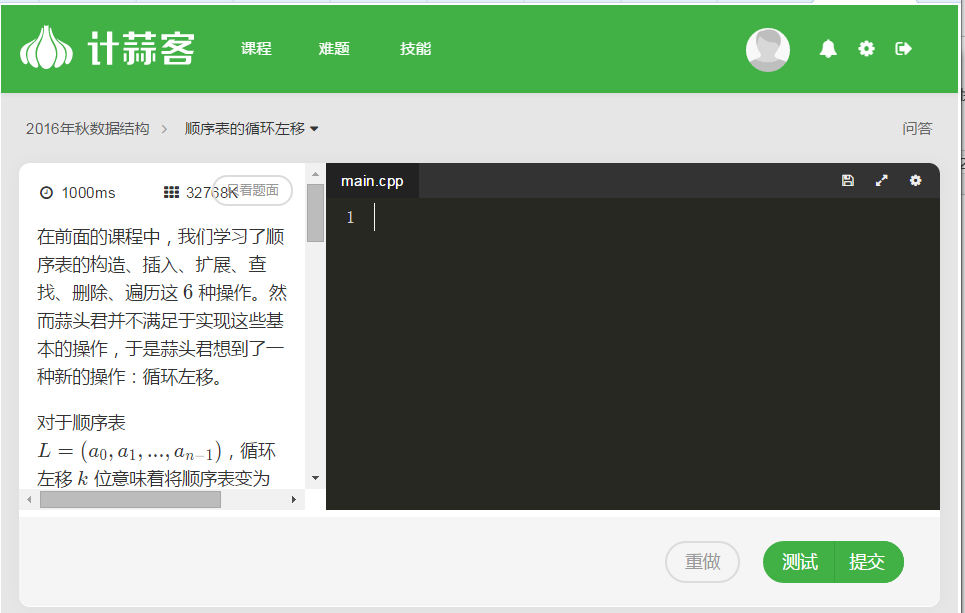 计蒜客 课程 难题 技能
2016年秋数据结构 > 顺序表的循环左移 问答
1000ms 32768K 只看题面
main.cpp
1
在前面的课程中，我们学习了顺
序表的构造、插入、扩展、查
找、删除、遍历这 6 种操作。然
而蒜头君并不满足于实现这些基
本的操作，于是蒜头君想到了一
种新的操作：循环左移。
对于顺序表
L = (a₀, a₁, ..., aₙ₋₁)，循环
左移 k 位意味着将顺序表变为
重做 测试 提交